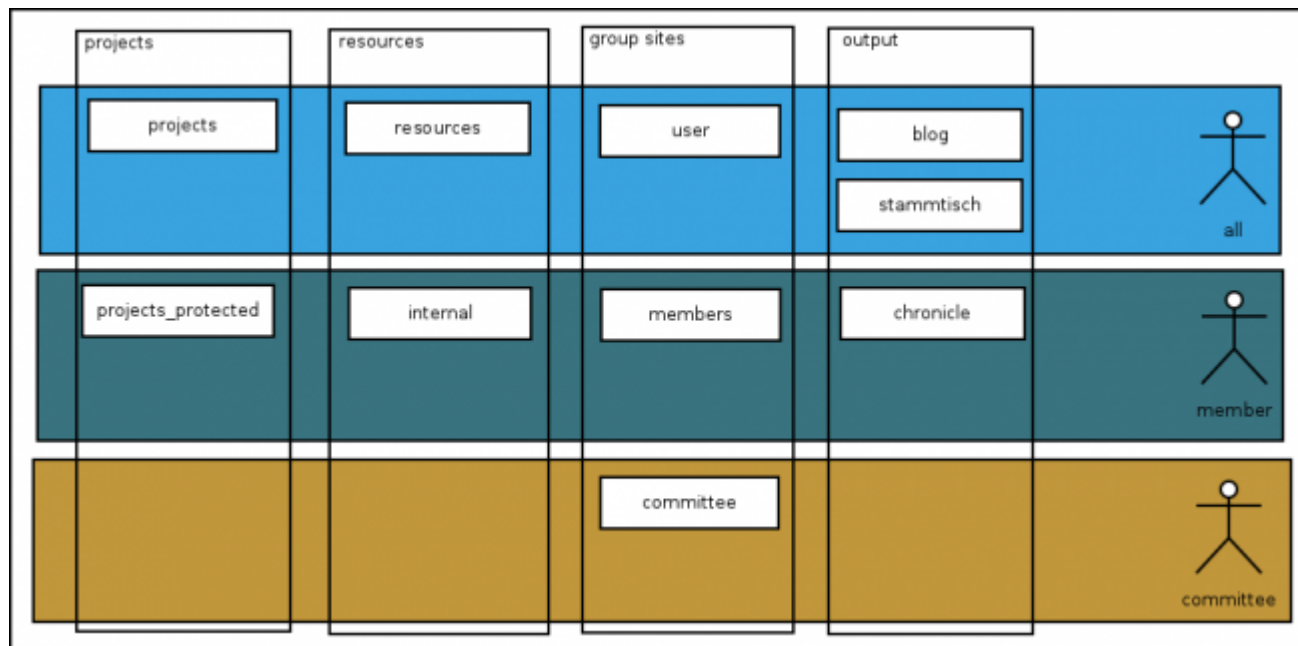 projects
resources
group sites
output
projects
resources
user
blog
stammtisch
all
projects_protected
internal
members
chronicle
member
committee
committee